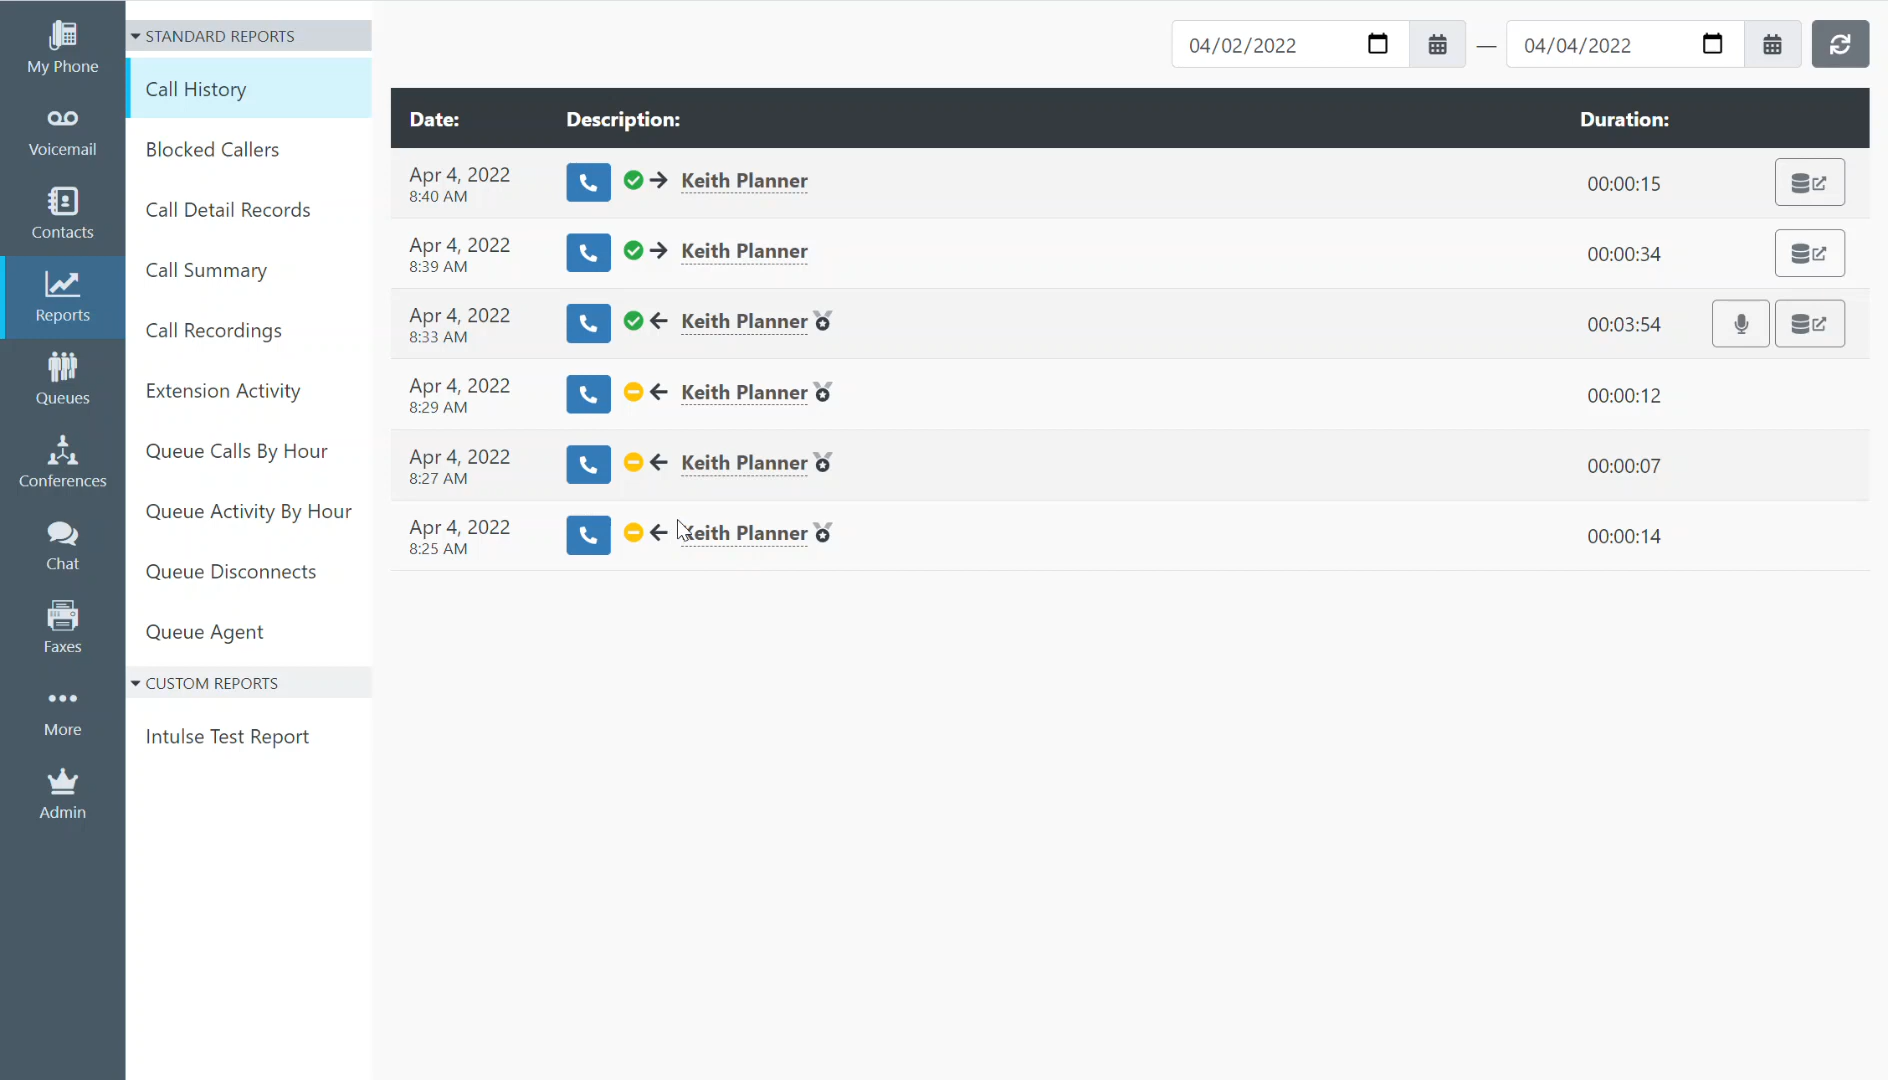 My Phone
Voicemail
Contacts
Reports
Queues
Conferences
Chat
Faxes
More
Admin
STANDARD REPORTS
Call History
Blocked Callers
Call Detail Records
Call Summary
Call Recordings
Extension Activity
Queue Calls By Hour
Queue Activity By Hour
Queue Disconnects
Queue Agent
CUSTOM REPORTS
Intulse Test Report
04/02/2022 — 04/04/2022
Date: Description: Duration:
Apr 4, 2022
8:40 AM
Keith Planner
00:00:15
Apr 4, 2022
8:39 AM
Keith Planner
00:00:34
Apr 4, 2022
8:33 AM
Keith Planner
00:03:54
Apr 4, 2022
8:29 AM
Keith Planner
00:00:12
Apr 4, 2022
8:27 AM
Keith Planner
00:00:07
Apr 4, 2022
8:25 AM
Keith Planner
00:00:14